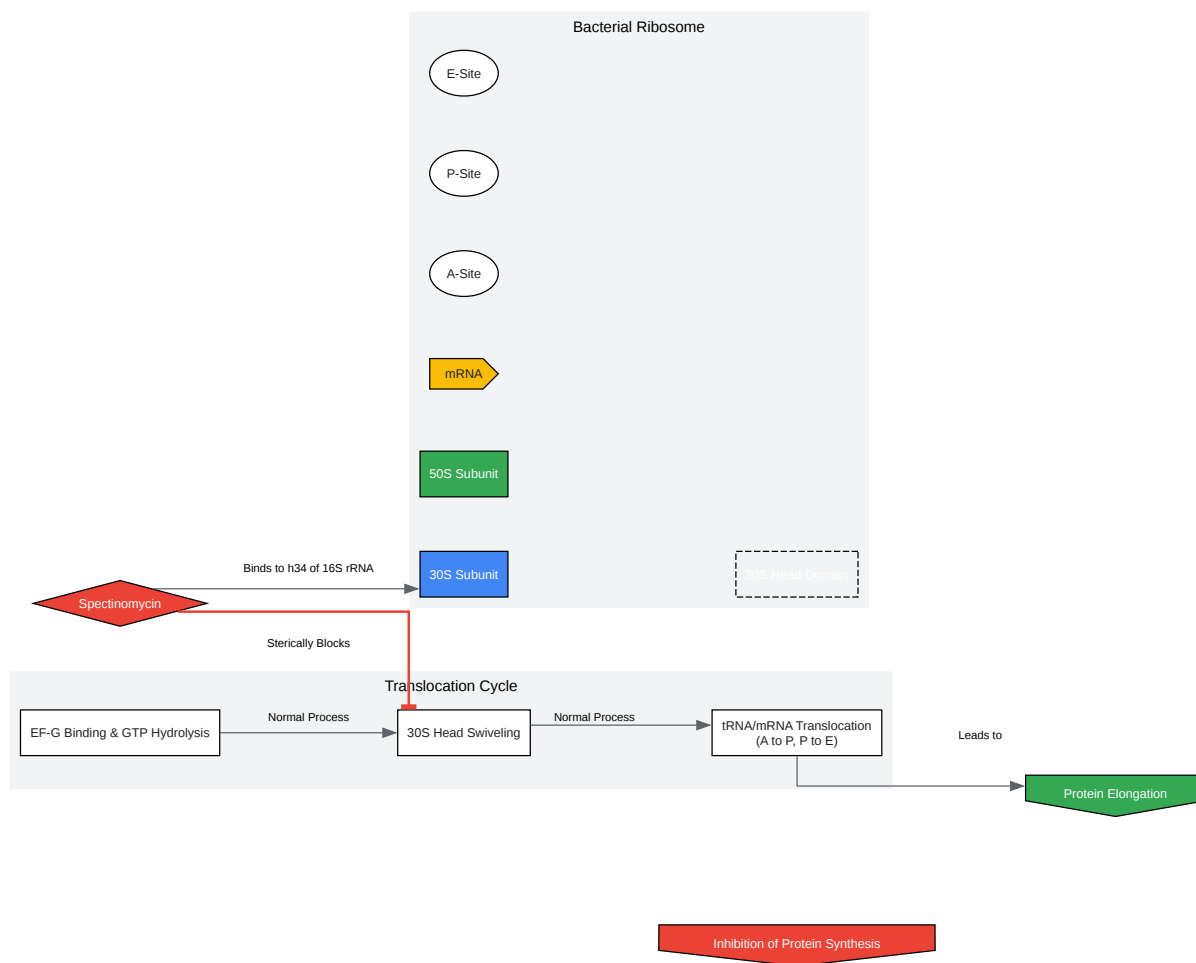 Bacterial Ribosome
E-Site
P-Site
A-Site
mRNA
50S Subunit
Binds to h34 of 16S rRNA
30S Subunit
30S Head Domain
Spectinomycin
Sterically Blocks
Translocation Cycle
EF-G Binding & GTP Hydrolysis
Normal Process
30S Head Swiveling
Normal Process
tRNA/mRNA Translocation
(A to P, P to E)
Leads to
Protein Elongation
Inhibition of Protein Synthesis